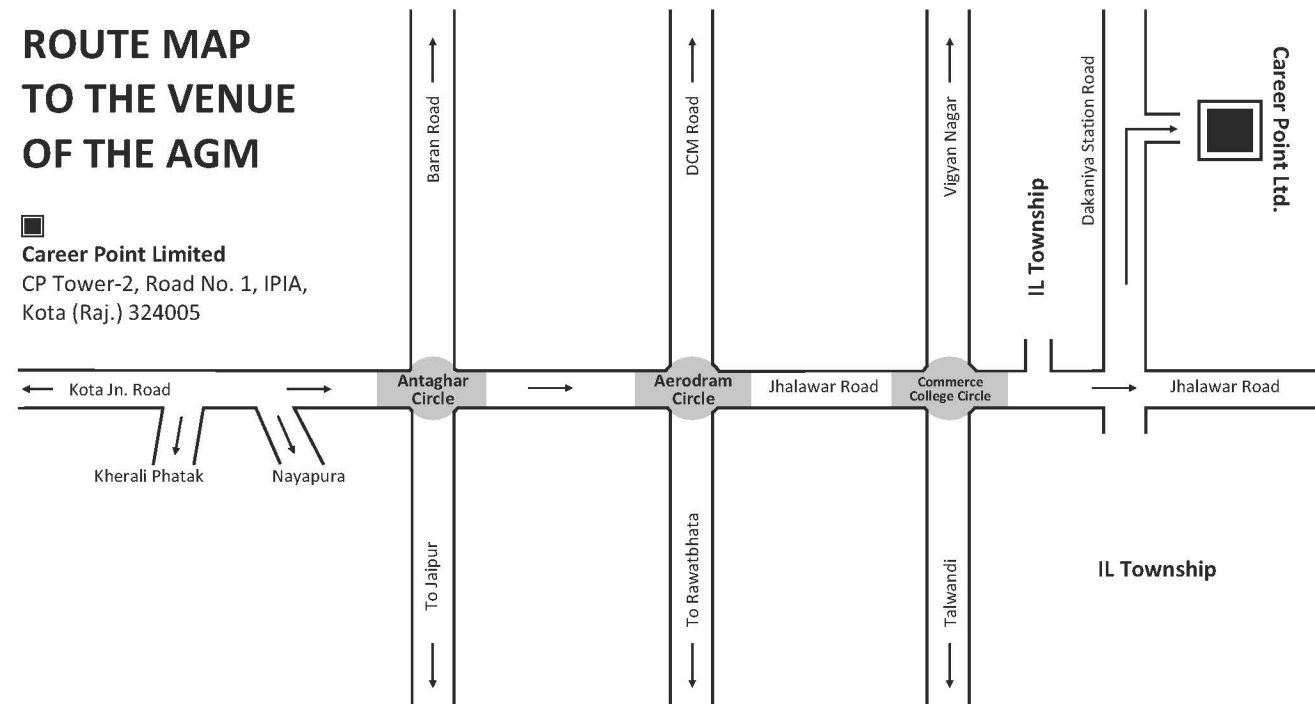 ROUTE MAP
TO THE VENUE
OF THE AGM
Career Point Limited
CP Tower-2, Road No. 1, IPIA,
Kota (Raj.) 324005
Baran Road
DCM Road
Vigyan Nagar
IL Township
Dakaniya Station Road
Career Point Ltd.
Kota Jn. Road
Antaghar
Circle
Aerodram
Circle
Jhalawar Road
Commerce
College Circle
Jhalawar Road
Kherali Phatak
Nayapura
To Jaipur
To Rawatbhata
Talwandi
IL Township